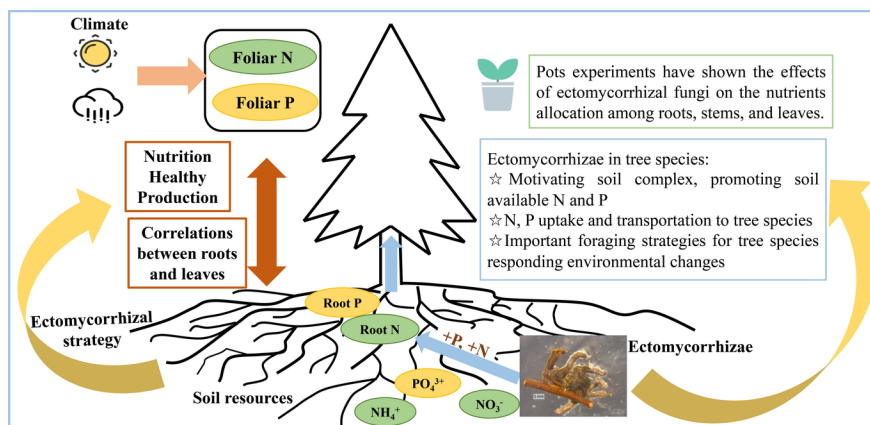 Climate
Foliar N
Foliar P
Pots experiments have shown the effects
of ectomycorrhizal fungi on the nutrients
allocation among roots, stems, and leaves.
Nutrition
Healthy
Production
Correlations
between roots
and leaves
Ectomycorrhizae in tree species:
☆ Motivating soil complex, promoting soil
available N and P
☆N, P uptake and transportation to tree species
☆Important foraging strategies for tree species
responding environmental changes
Root P
Root N
+P, +N
Ectomycorrhizal
strategy
Ectomycorrhizae
Soil resources
PO₄³⁺
NH₄⁺
NO₃⁻